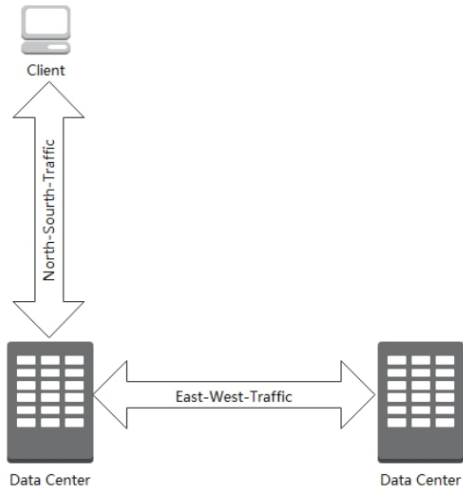 Client
North-Sourth-Traffic
East-West-Traffic
Data Center
Data Center